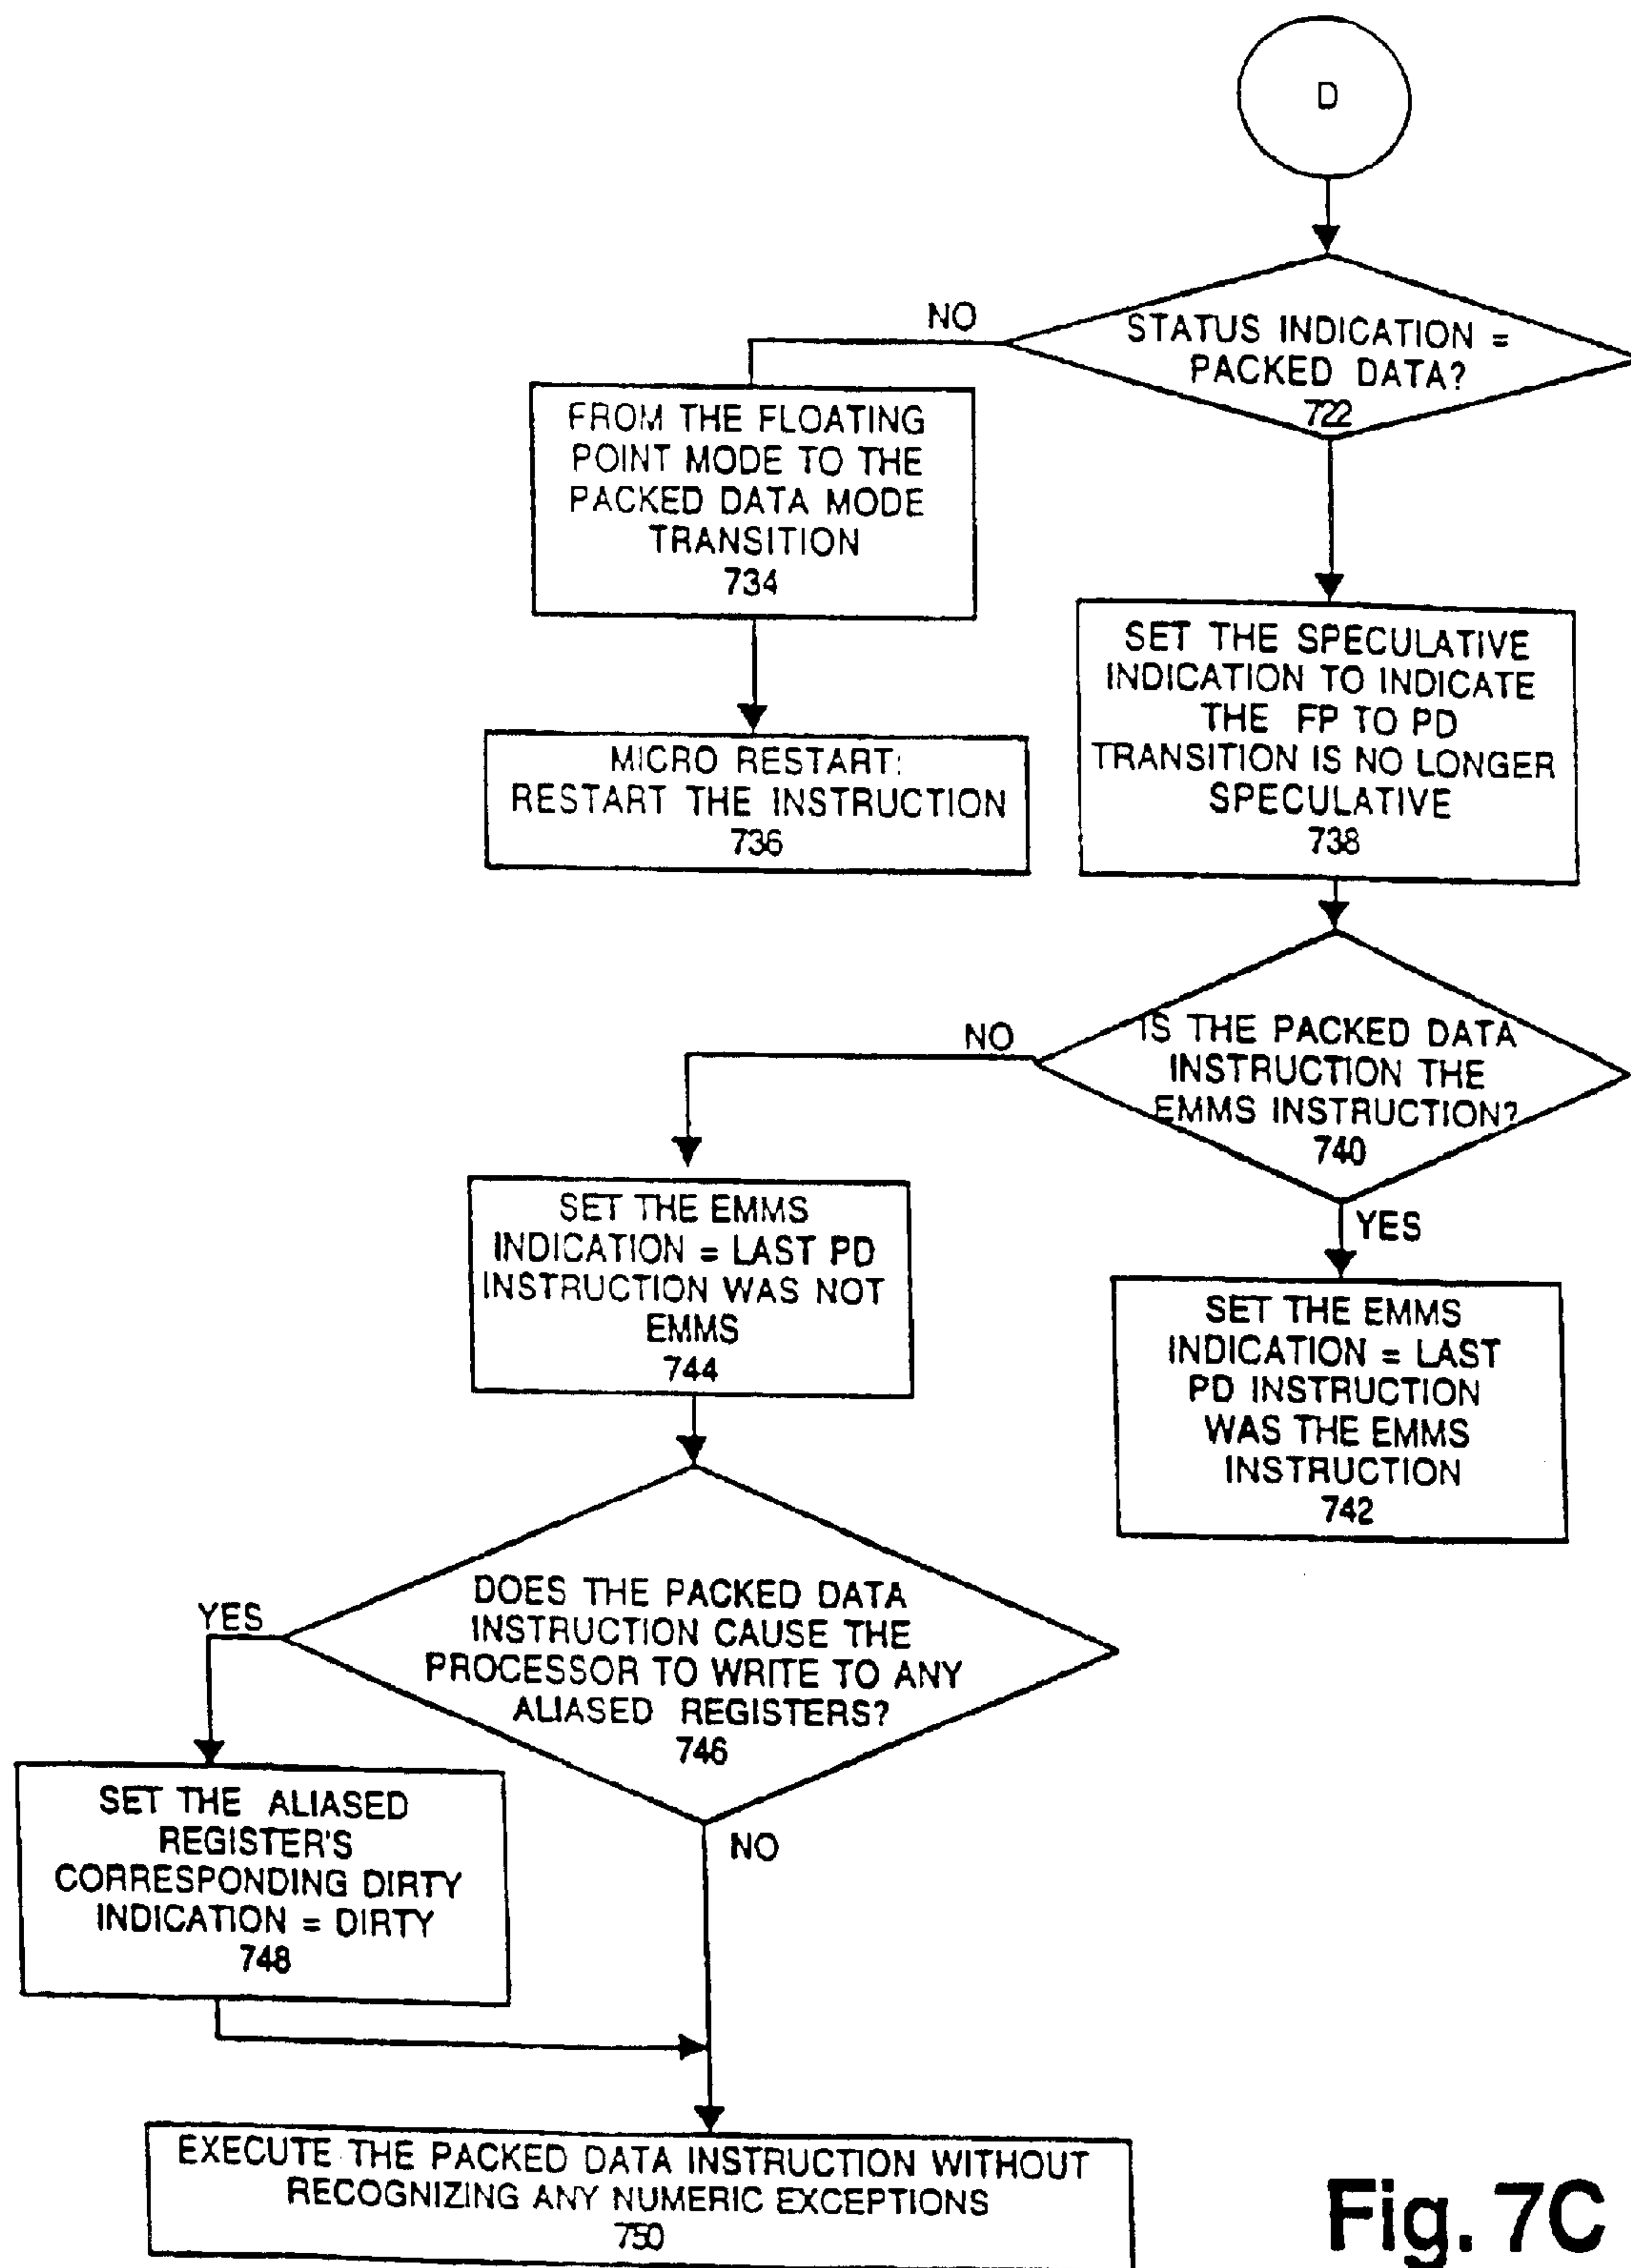 D
STATUS INDICATION =
PACKED DATA?
722
NO
FROM THE FLOATING
POINT MODE TO THE
PACKED DATA MODE
TRANSITION
734
MICRO RESTART:
RESTART THE INSTRUCTION
736
SET THE SPECULATIVE
INDICATION TO INDICATE
THE FP TO PD
TRANSITION IS NO LONGER
SPECULATIVE
738
IS THE PACKED DATA
INSTRUCTION THE
EMMS INSTRUCTION?
740
NO
YES
SET THE EMMS
INDICATION = LAST PD
INSTRUCTION WAS NOT
EMMS
744
SET THE EMMS
INDICATION = LAST
PD INSTRUCTION
WAS THE EMMS
INSTRUCTION
742
DOES THE PACKED DATA
INSTRUCTION CAUSE THE
PROCESSOR TO WRITE TO ANY
ALIASED REGISTERS?
746
YES
NO
SET THE ALIASED
REGISTER'S
CORRESPONDING DIRTY
INDICATION = DIRTY
748
EXECUTE THE PACKED DATA INSTRUCTION WITHOUT
RECOGNIZING ANY NUMERIC EXCEPTIONS
750
Fig. 7C